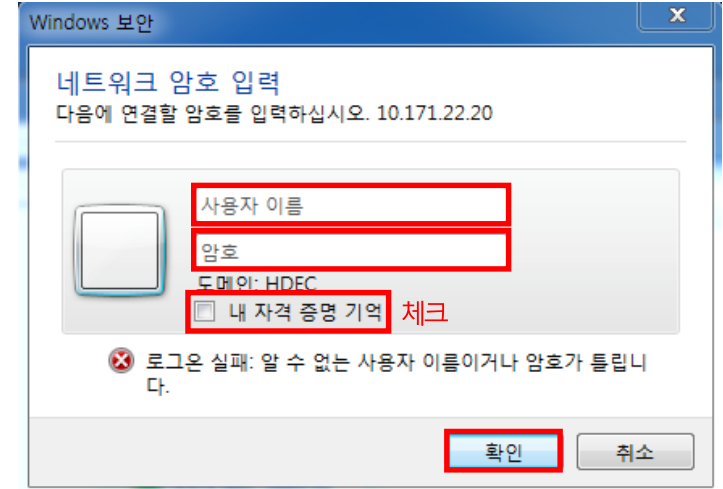 Windows 보안
x
네트워크 암호 입력
다음에 연결할 암호를 입력하십시오. 10.171.22.20
사용자 이름
암호
도메인: HDEC
내 자격 증명 기억 체크
로그온 실패: 알 수 없는 사용자 이름이거나 암호가 틀립니
다.
확인 취소